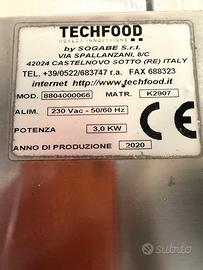 TECHFOOD
by SOGABE S.r.l.
VIA SPALLANZANI, 8/C
42024 CASTELNOVO SOTTO (RE) ITALY
TEL. +39/0522/683747 r.a. FAX 688323
internet http://www.techfood.it
MOD. 8804000066 MATR. K2907
ALIM. 230 Vac - 50/60 Hz
POTENZA 3,0 KW
CE
ANNO DI PRODUZIONE 2020
subito